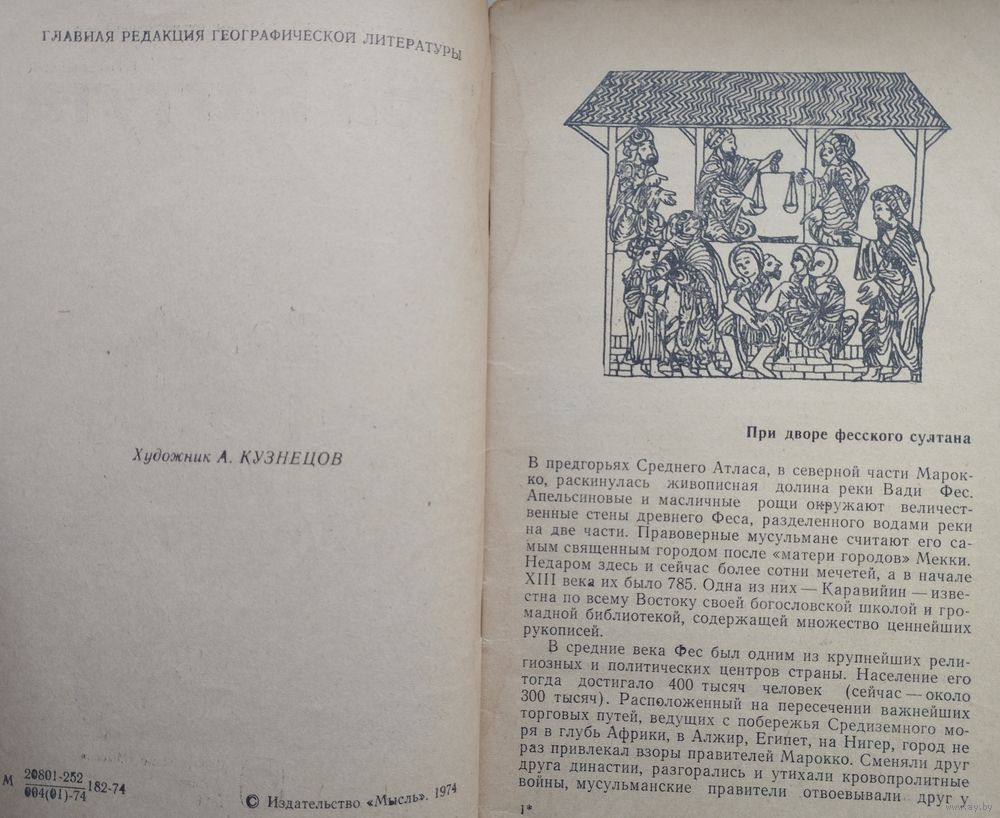 ГЛАВНАЯ РЕДАКЦИЯ ГЕОГРАФИЧЕСКОЙ ЛИТЕРАТУРЫ
Художник А. КУЗНЕЦОВ
М 20801-252
004(01)-74
182-74
© Издательство «Мысль». 1974
При дворе фесского султана
В предгорьях Среднего Атласа, в северной части Марок-
ко, раскинулась живописная долина реки Вади Фес.
Апельсиновые и масличные рощи окружают величест-
венные стены древнего Феса, разделенного водами реки
на две части. Правоверные мусульмане считают его са-
мым священным городом после «матери городов» Мекки.
Недаром здесь и сейчас более сотни мечетей, а в начале
XIII века их было 785. Одна из них — Каравийин — изве-
стна по всему Востоку своей богословской школой и гро-
мадной библиотекой, содержащей множество ценнейших
рукописей.
В средние века Фес был одним из крупнейших рели-
гиозных и политических центров страны. Население его
тогда достигало 400 тысяч человек (сейчас — около
300 тысяч). Расположенный на пересечении важнейших
торговых путей, ведущих с побережья Средиземного мо-
ря в глубь Африки, в Алжир, Египет, на Нигер, город не
раз привлекал взоры правителей Марокко. Сменяли друг
друга династии, разгорались и утихали кровопролитные
войны, мусульманские правители отвоевывали друг у
1*
www.ay.by